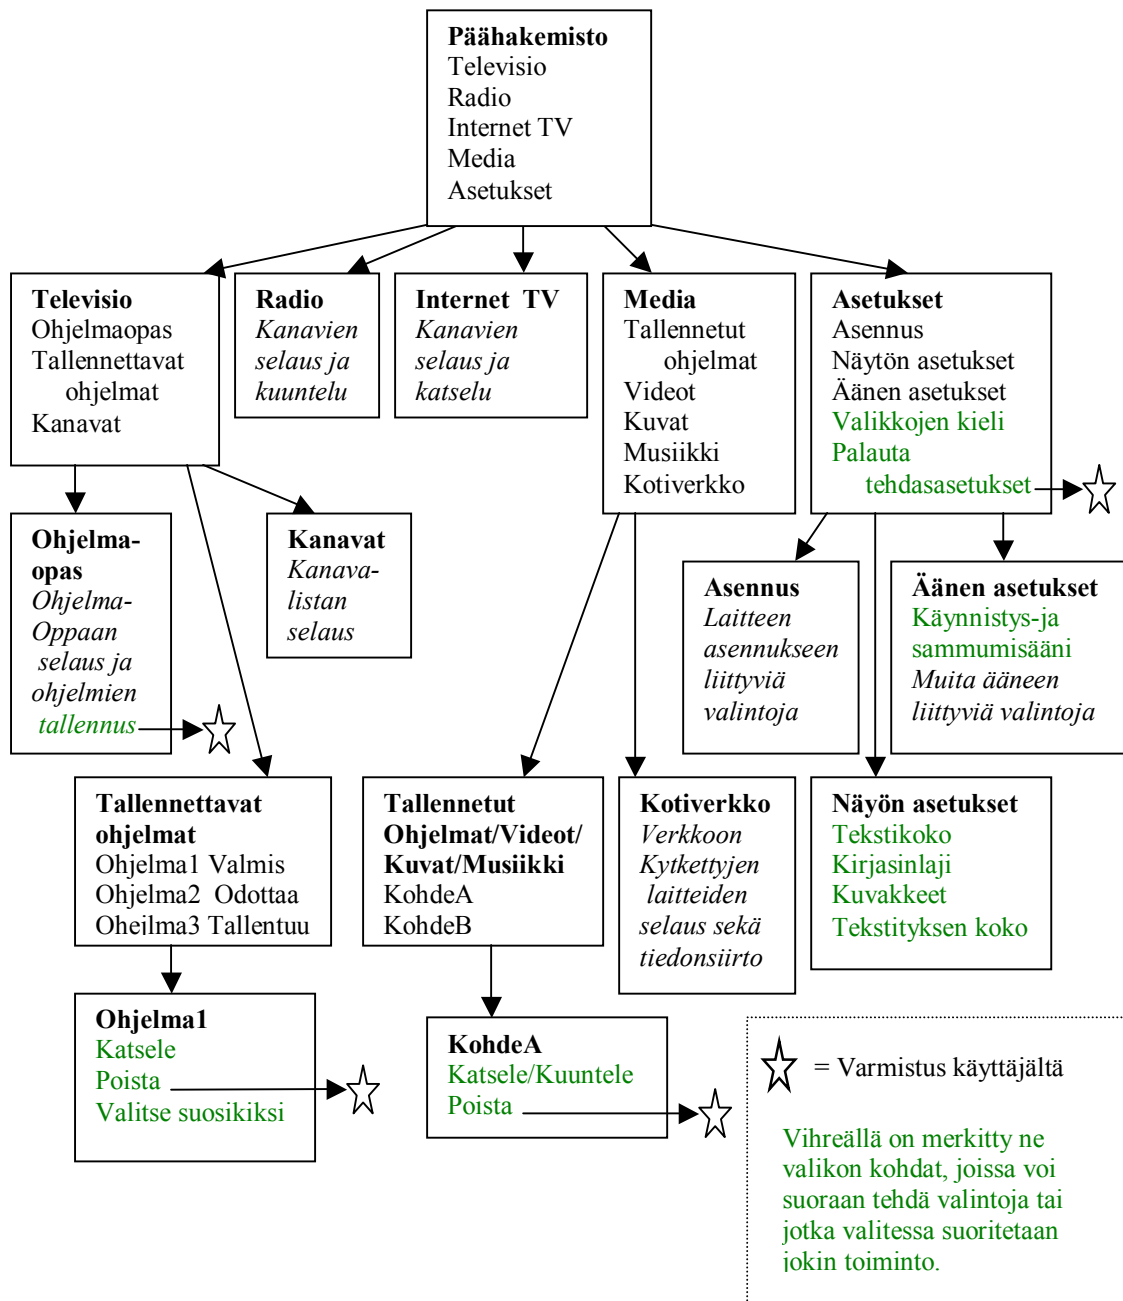 Päähakemisto
Televisio
Radio
Internet TV
Media
Asetukset
Televisio
Ohjelmaopas
Tallennettavat
ohjelmat
Kanavat
Radio
Kanavien
selaus ja
kuuntelu
Internet TV
Kanavien
selaus ja
katselu
Media
Tallennetut
ohjelmat
Videot
Kuvat
Musiikki
Kotiverkko
Asetukset
Asennus
Näytön asetukset
Äänen asetukset
Valikkojen kieli
Palauta
tehdasasetukset
Ohjelma-
opas
Ohjelma-
Oppaan
selaus ja
ohjelmien
tallennus
Kanavat
Kanava-
listan
selaus
Asennus
Laitteen
asennukseen
liittyviä
valintoja
Äänen asetukset
Käynnistys-ja
sammumisääni
Muita ääneen
liittyviä valintoja
Tallennettavat
ohjelmat
Ohjelma1 Valmis
Ohjelma2 Odottaa
Oheilma3 Tallentuu
Tallennetut
Ohjelmat/Videot/
Kuvat/Musiikki
KohdeA
KohdeB
Kotiverkko
Verkkoon
Kytkettyjen
laitteiden
selaus sekä
tiedonsiirto
Näyön asetukset
Tekstikoko
Kirjasinlaji
Kuvakkeet
Tekstityksen koko
Ohjelma1
Katsele
Poista
Valitse suosikiksi
KohdeA
Katsele/Kuuntele
Poista
= Varmistus käyttäjältä
Vihreällä on merkitty ne
valikon kohdat, joissa voi
suoraan tehdä valintoja tai
jotka valitessa suoritetaan
jokin toiminto.